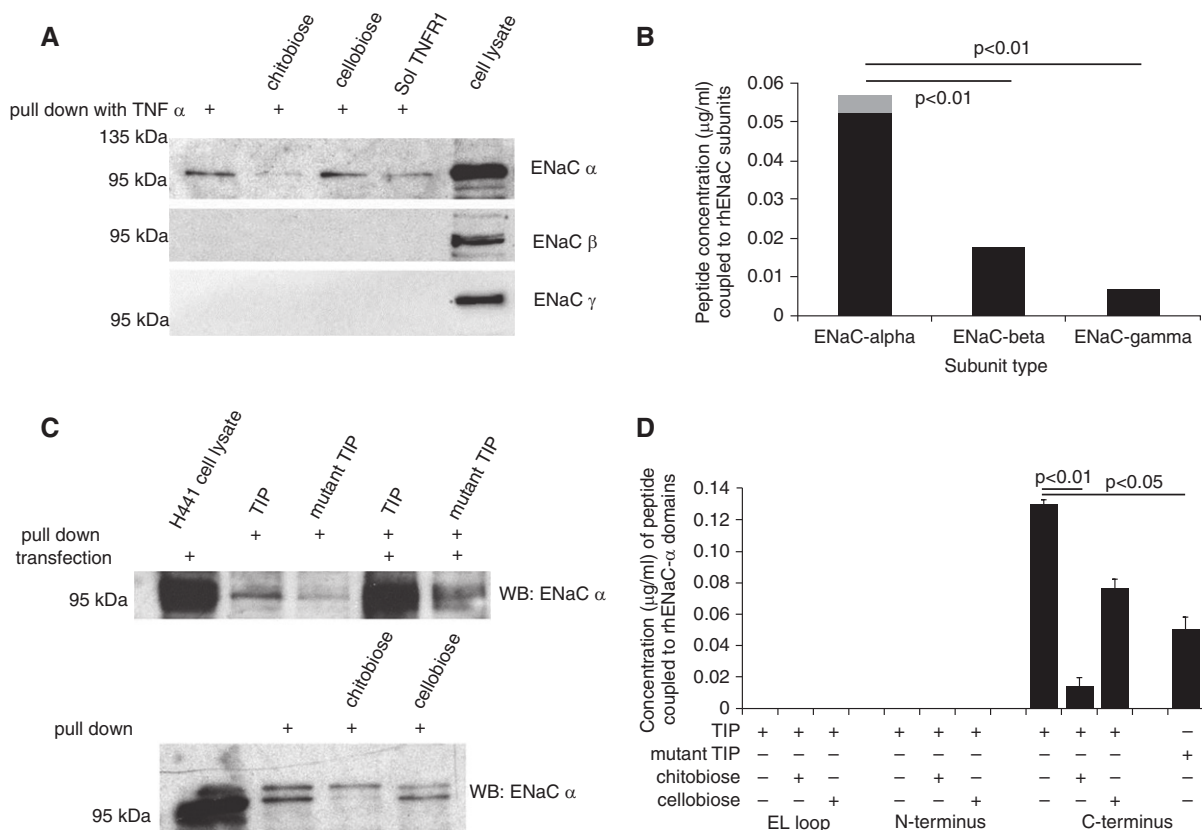 A
chitobiose
cellobiose
Sol TNFR1
cell lysate
pull down with TNF α + + + +
135 kDa
95 kDa
ENaC α
95 kDa
ENaC β
95 kDa
ENaC γ
B
p<0.01
p<0.01
Peptide concentration (μg/ml)
coupled to rhENaC subunits
0.06
0.05
0.04
0.03
0.02
0.01
0
ENaC-alpha ENaC-beta ENaC-gamma
Subunit type
C
H441 cell lysate
TIP
mutant TIP
TIP
mutant TIP
pull down + + + +
transfection + + +
95 kDa
WB: ENaC α
chitobiose
cellobiose
pull down + + +
95 kDa
WB: ENaC α
D
p<0.01
p<0.05
Concentration (μg/ml) of peptide
coupled to rhENaC-α domains
0.14
0.12
0.10
0.08
0.06
0.04
0.02
0
TIP + + + + + + + + + –
mutant TIP – – – – – – – – – +
chitobiose – + – – + – – + – –
cellobiose – – + – – + – – + –
EL loop N-terminus C-terminus